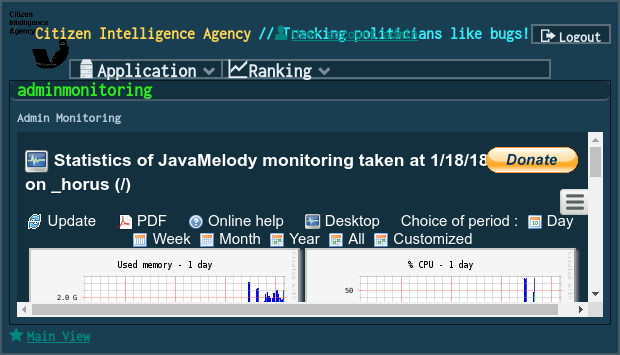 Citizen
Intelligence
Agency
Citizen Intelligence Agency // Tracking politicians like bugs!
Logout
Application
Ranking
adminmonitoring
Admin Monitoring
Statistics of JavaMelody monitoring taken at 1/18/18
on _horus (/)
Donate
Update PDF Online help Desktop Choice of period : Day
Week Month Year All Customized
Used memory - 1 day
2.0 G
% CPU - 1 day
50
Main View